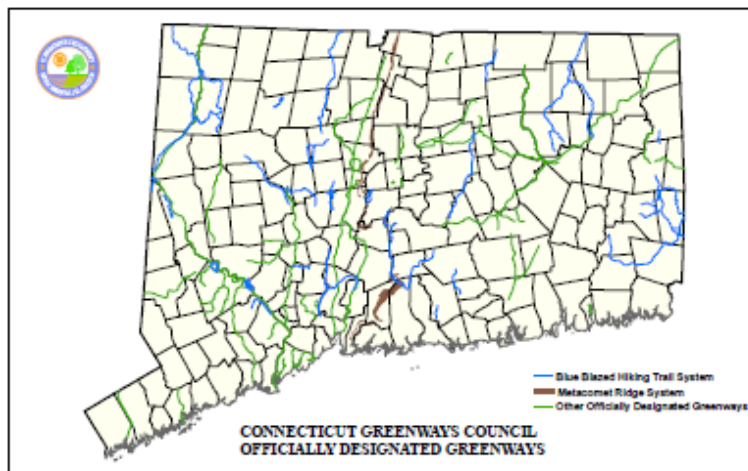 Blue Blazed Hiking Trail System
Metacomet Ridge System
Other Officially Designated Greenways
CONNECTICUT GREENWAYS COUNCIL
OFFICIALLY DESIGNATED GREENWAYS